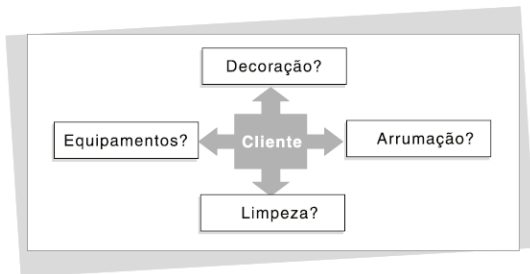 Decoração?
Equipamentos?
Cliente
Arrumação?
Limpeza?